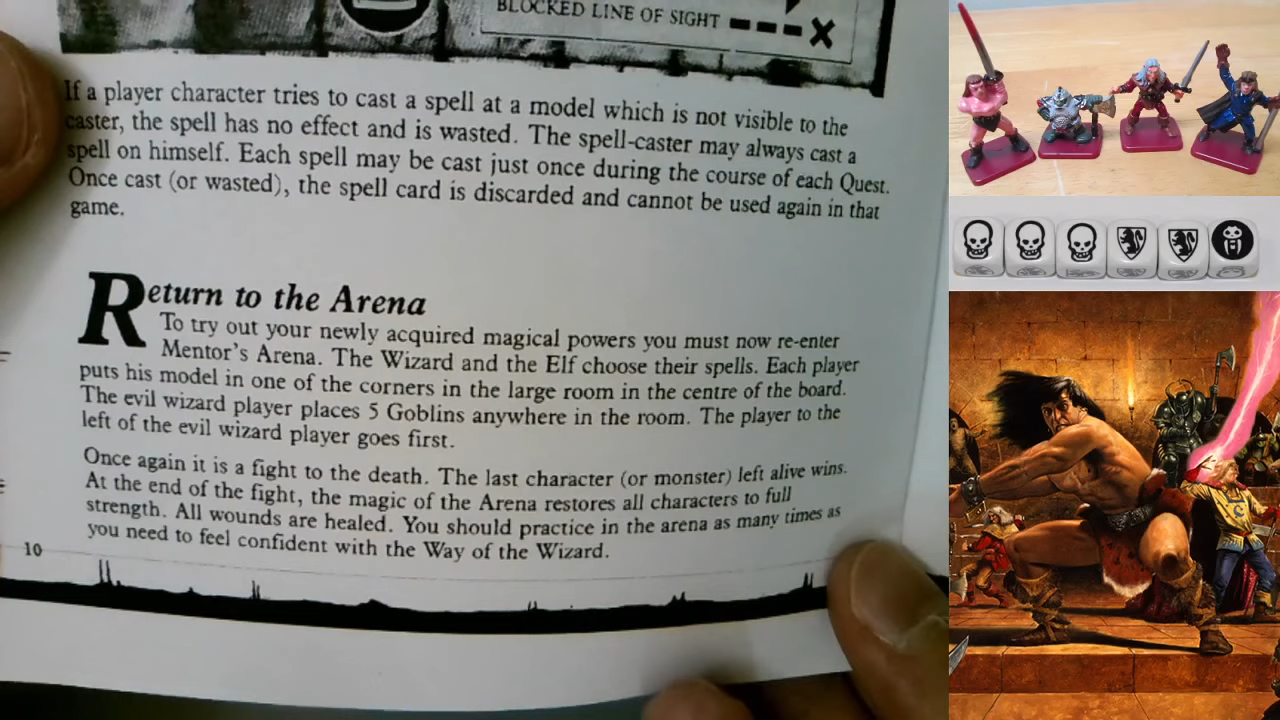 BLOCKED LINE OF SIGHT
If a player character tries to cast a spell at a model which is not visible to the
caster, the spell has no effect and is wasted. The spell-caster may always cast a
spell on himself. Each spell may be cast just once during the course of each Quest.
Once cast (or wasted), the spell card is discarded and cannot be used again in that
game.
Return to the Arena
To try out your newly acquired magical powers you must now re-enter
Mentor's Arena. The Wizard and the Elf choose their spells. Each player
puts his model in one of the corners in the large room in the centre of the board.
The evil wizard player places 5 Goblins anywhere in the room. The player to the
left of the evil wizard player goes first.
Once again it is a fight to the death. The last character (or monster) left alive wins.
At the end of the fight, the magic of the Arena restores all characters to full
strength. All wounds are healed. You should practice in the arena as many times as
you need to feel confident with the Way of the Wizard.
10